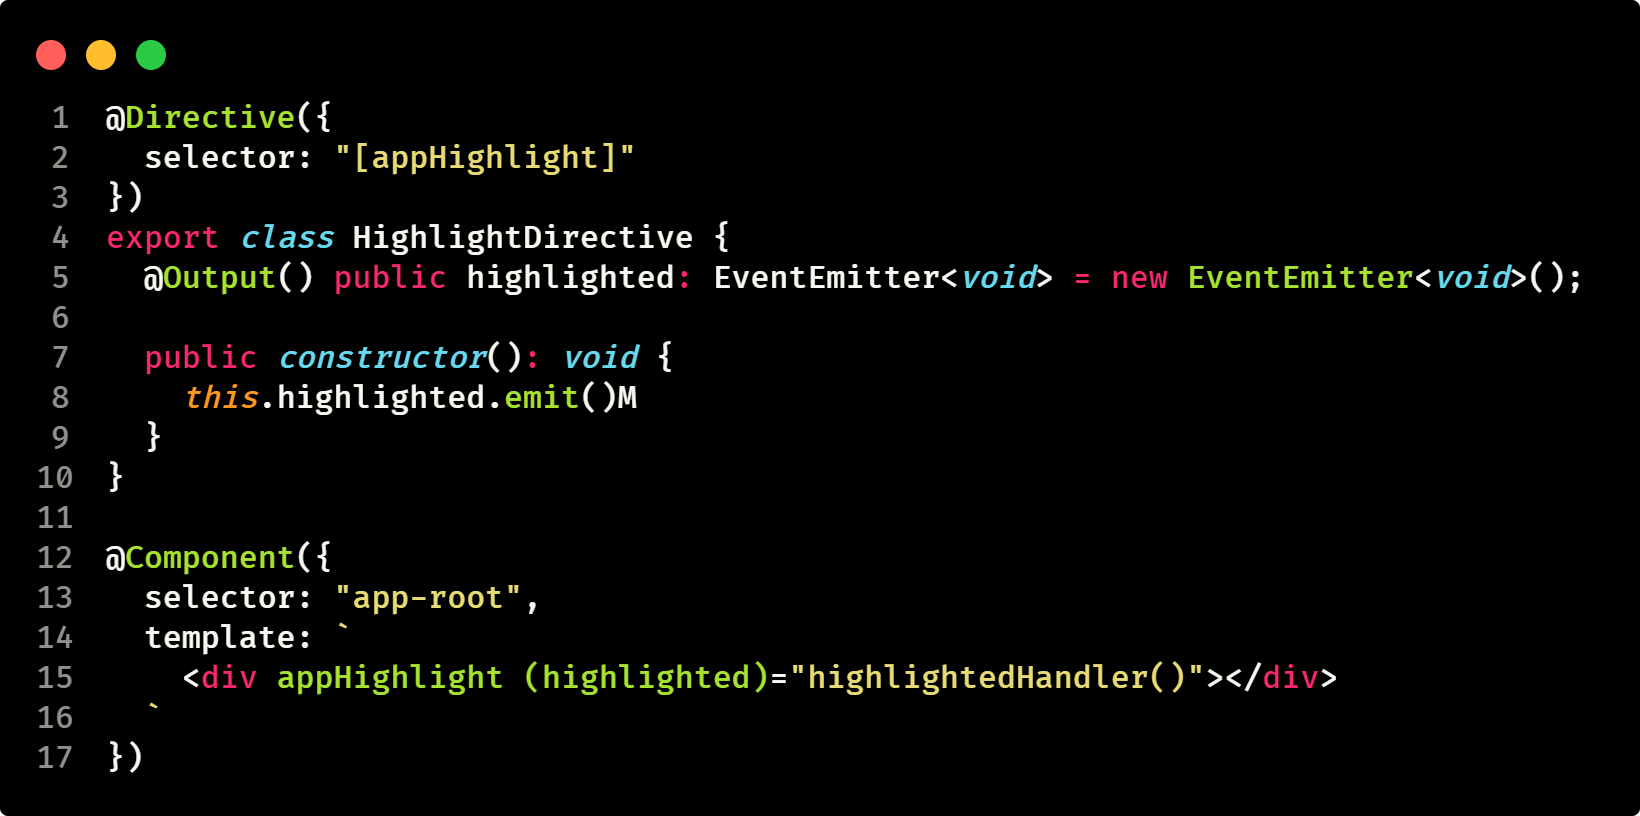 1 @Directive({
2   selector: "[appHighlight]"
3 })
4 export class HighlightDirective {
5   @Output() public highlighted: EventEmitter<void> = new EventEmitter<void>();
6
7   public constructor(): void {
8     this.highlighted.emit()M
9   }
10 }
11
12 @Component({
13   selector: "app-root",
14   template: `
15     <div appHighlight (highlighted)="highlightedHandler()"></div>
16   `
17 })